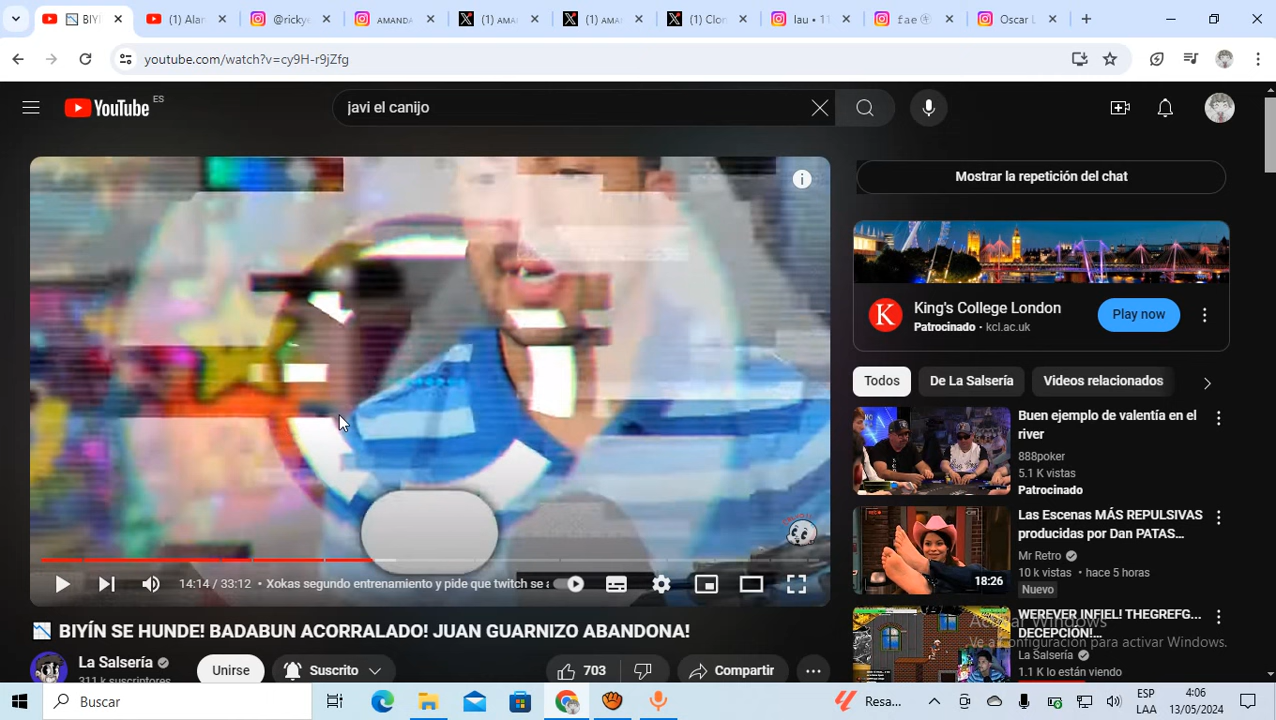 (1) Alar
@rickye
AMANDA
(1) AMA
(1) AMA
(1) Clon
lau • 11
Oscar L
youtube.com/watch?v=cy9H-r9jZfg
YouTube ES
javi el canijo
Mostrar la repetición del chat
King's College London
Patrocinado • kcl.ac.uk
Play now
Todos
De La Salsería
Videos relacionados
Buen ejemplo de valentía en el
river
888poker
5.1 K vistas
Patrocinado
Las Escenas MÁS REPULSIVAS
producidas por Dan PATAS…
Mr Retro
10 k vistas • hace 5 horas
Nuevo
18:26
WEREVER INFIEL! THEGREFG...
DECEPCIÓN!...
La Salsería
1.1 K lo están viendo
Activar Windows
Ve a Configuración para activar Windows.
14:14 / 33:12 • Xokas segundo entrenamiento y pide que twitch se a
BIYÍN SE HUNDE! BADABUN ACORRALADO! JUAN GUARNIZO ABANDONA!
La Salsería
311 k suscriptores
Unirse
Suscrito
703
Compartir
Buscar
Resa...
ESP
LAA
4:06
13/05/2024